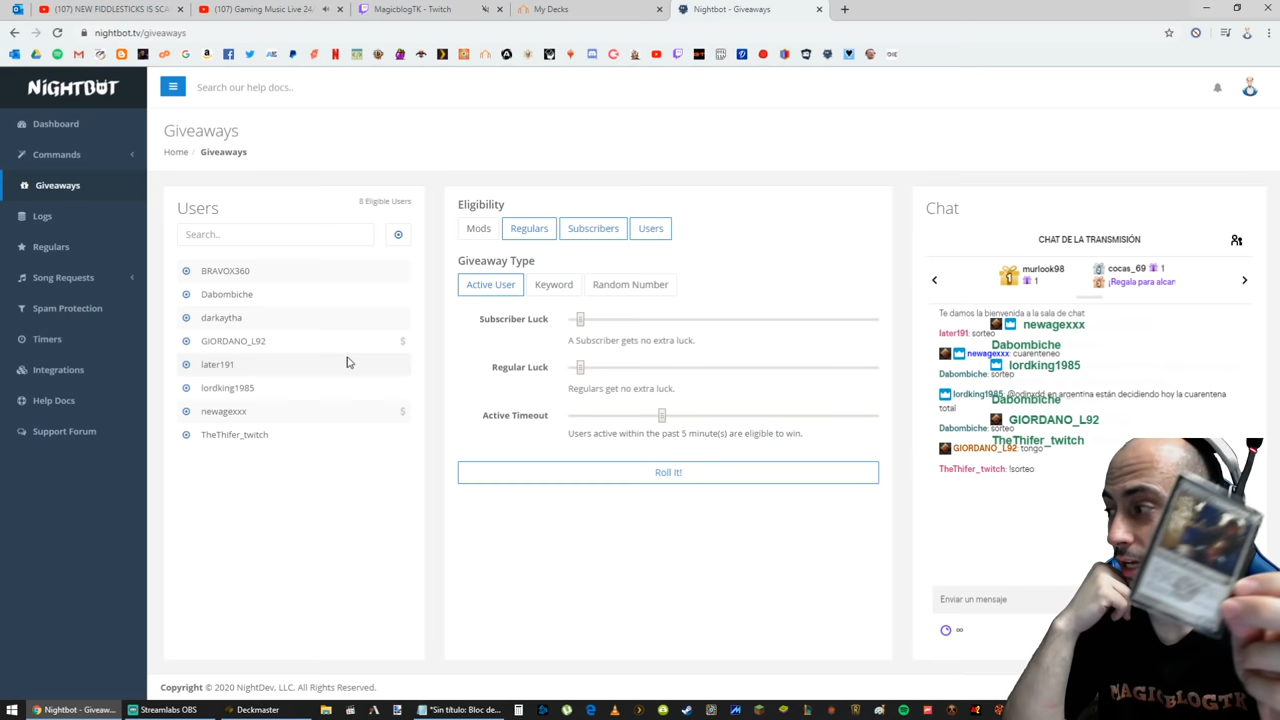 (107) NEW FIDDLESTICKS IS SCA
(107) Gaming Music Live 24/
MagicblogTK - Twitch
My Decks
Nightbot - Giveaways
nightbot.tv/giveaways
NiGHTBOT
Search our help docs..
Dashboard
Commands
Giveaways
Logs
Regulars
Song Requests
Spam Protection
Timers
Integrations
Help Docs
Support Forum
Giveaways
Home / Giveaways
Users
8 Eligible Users
Search..
BRAVOX360
Dabombiche
darkaytha
GIORDANO_L92 $
later191
lordking1985
newagexxx $
TheThifer_twitch
Eligibility
Mods
Regulars
Subscribers
Users
Giveaway Type
Active User
Keyword
Random Number
Subscriber Luck
A Subscriber gets no extra luck.
Regular Luck
Regulars get no extra luck.
Active Timeout
Users active within the past 5 minute(s) are eligible to win.
Roll It!
Chat
CHAT DE LA TRANSMISIÓN
1 murlook98
1
cocas_69 1
¡Regala para alcan
Te damos la bienvenida a la sala de chat
later191: sorteo
newagexxx
newagexxx: cuarenteneo
Dabombiche
Dabombiche: sorteo
lordking1985
lordking1985: @odinxdd en argentina están decidiendo hoy la cuarentena
total
Dabombiche
Dabombiche: sorteo
GIORDANO_L92
GIORDANO_L92: tongo
TheThifer_twitch
TheThifer_twitch: !sorteo
Enviar un mensaje
∞
MAGICBLOGTK
Copyright © 2020 NightDev, LLC. All Rights Reserved.
Nightbot - Giveaw...
Streamlabs OBS
Deckmaster
*Sin título: Bloc de...